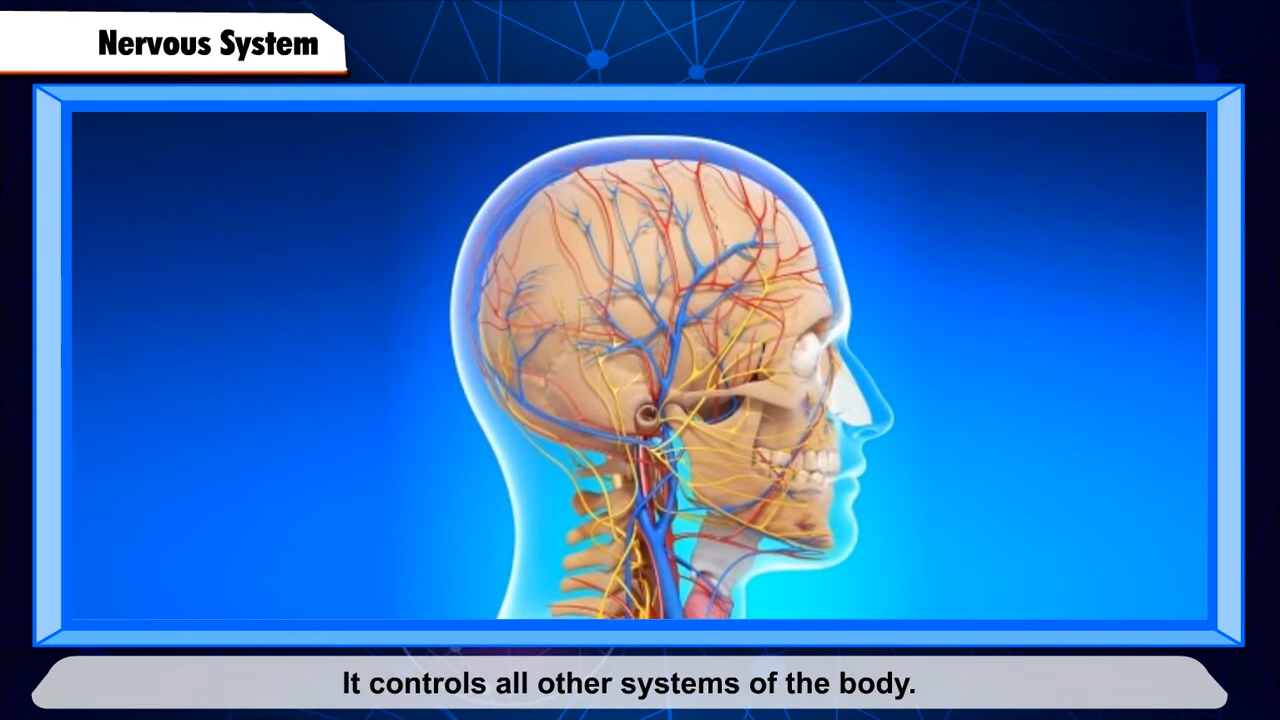 Nervous System
It controls all other systems of the body.